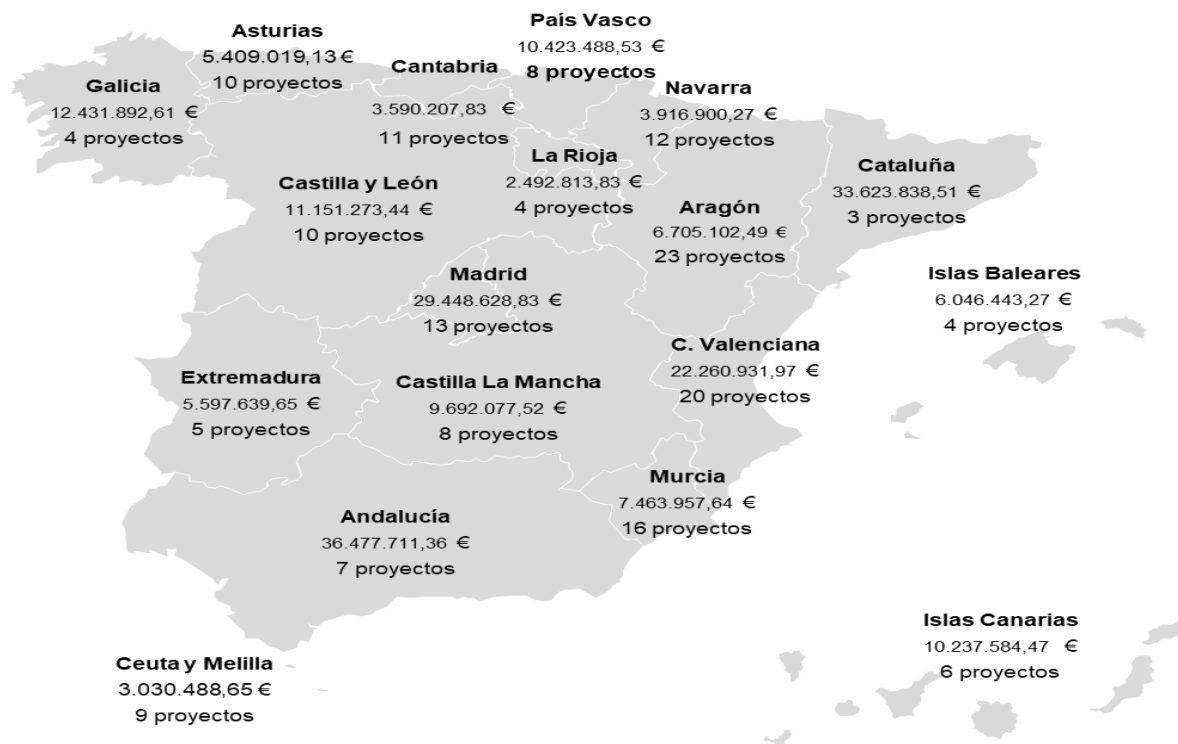 Asturias
5.409.019,13 €
10 proyectos
País Vasco
10.423.488,53 €
8 proyectos
Galicia
12.431.892,61 €
4 proyectos
Cantabria
3.590.207,83 €
11 proyectos
Navarra
3.916.900,27 €
12 proyectos
La Rioja
2.492.813,83 €
4 proyectos
Cataluña
33.623.838,51 €
3 proyectos
Castilla y León
11.151.273,44 €
10 proyectos
Aragón
6.705.102,49 €
23 proyectos
Madrid
29.448.628,83 €
13 proyectos
Islas Baleares
6.046.443,27 €
4 proyectos
C. Valenciana
22.260.931,97 €
20 proyectos
Extremadura
5.597.639,65 €
5 proyectos
Castilla La Mancha
9.692.077,52 €
8 proyectos
Murcia
7.463.957,64 €
16 proyectos
Andalucía
36.477.711,36 €
7 proyectos
Islas Canarias
10.237.584,47 €
6 proyectos
Ceuta y Melilla
3.030.488,65 €
9 proyectos